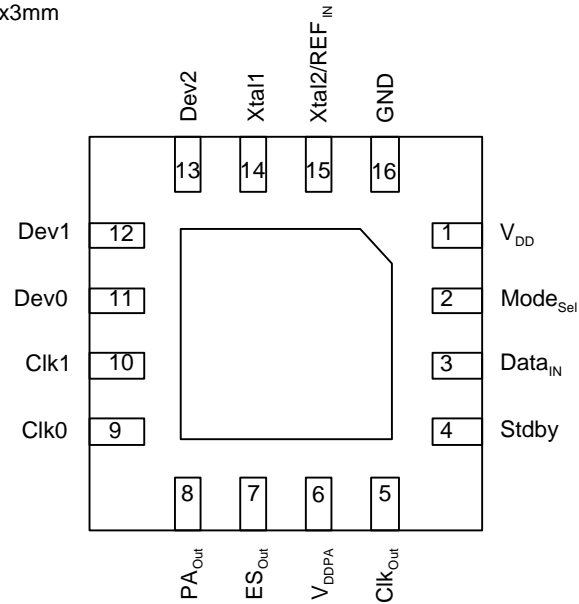 x3mm
Dev2
Xtal1
Xtal2/REF_IN
GND
13
14
15
16
Dev1 12
1 V_DD
Dev0 11
2 Mode_Sel
Clk1 10
3 Data_IN
Clk0 9
4 Stdby
8
7
6
5
PA_Out
ES_Out
V_DDPA
Clk_Out